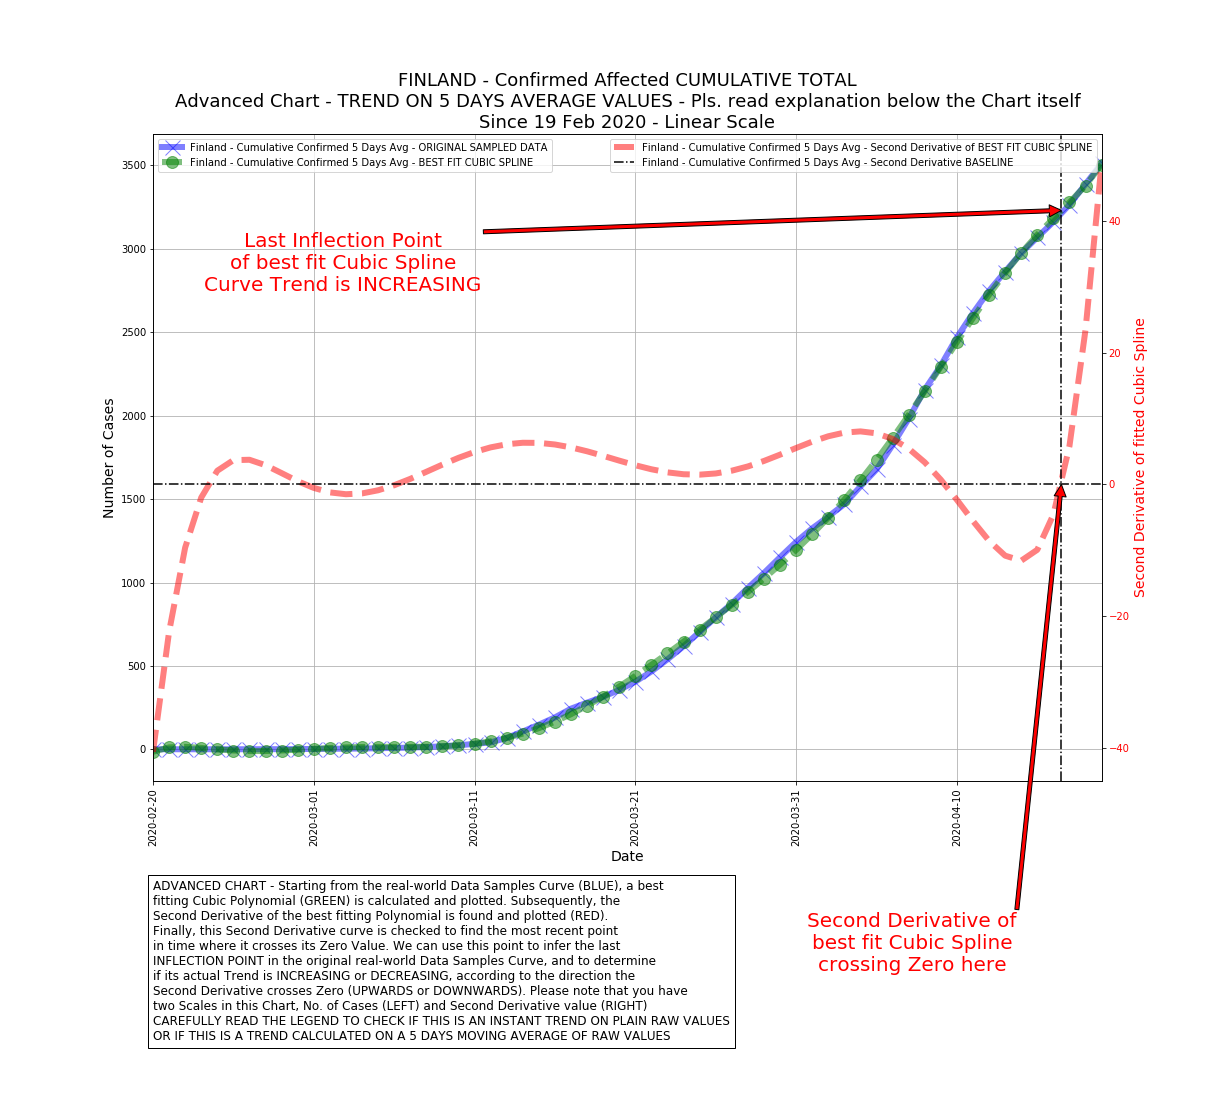 FINLAND - Confirmed Affected CUMULATIVE TOTAL
Advanced Chart - TREND ON 5 DAYS AVERAGE VALUES - Pls. read explanation below the Chart itself
Since 19 Feb 2020 - Linear Scale
Finland - Cumulative Confirmed 5 Days Avg - ORIGINAL SAMPLED DATA
Finland - Cumulative Confirmed 5 Days Avg - BEST FIT CUBIC SPLINE
Finland - Cumulative Confirmed 5 Days Avg - Second Derivative of BEST FIT CUBIC SPLINE
Finland - Cumulative Confirmed 5 Days Avg - Second Derivative BASELINE
Last Inflection Point
of best fit Cubic Spline
Curve Trend is INCREASING
Number of Cases
3500
3000
2500
2000
1500
1000
500
0
40
20
0
−20
−40
Second Derivative of fitted Cubic Spline
2020-02-20
2020-03-01
2020-03-11
2020-03-21
2020-03-31
2020-04-10
Date
ADVANCED CHART - Starting from the real-world Data Samples Curve (BLUE), a best
fitting Cubic Polynomial (GREEN) is calculated and plotted. Subsequently, the
Second Derivative of the best fitting Polynomial is found and plotted (RED).
Finally, this Second Derivative curve is checked to find the most recent point
in time where it crosses its Zero Value. We can use this point to infer the last
INFLECTION POINT in the original real-world Data Samples Curve, and to determine
if its actual Trend is INCREASING or DECREASING, according to the direction the
Second Derivative crosses Zero (UPWARDS or DOWNWARDS). Please note that you have
two Scales in this Chart, No. of Cases (LEFT) and Second Derivative value (RIGHT)
CAREFULLY READ THE LEGEND TO CHECK IF THIS IS AN INSTANT TREND ON PLAIN RAW VALUES
OR IF THIS IS A TREND CALCULATED ON A 5 DAYS MOVING AVERAGE OF RAW VALUES
Second Derivative of
best fit Cubic Spline
crossing Zero here